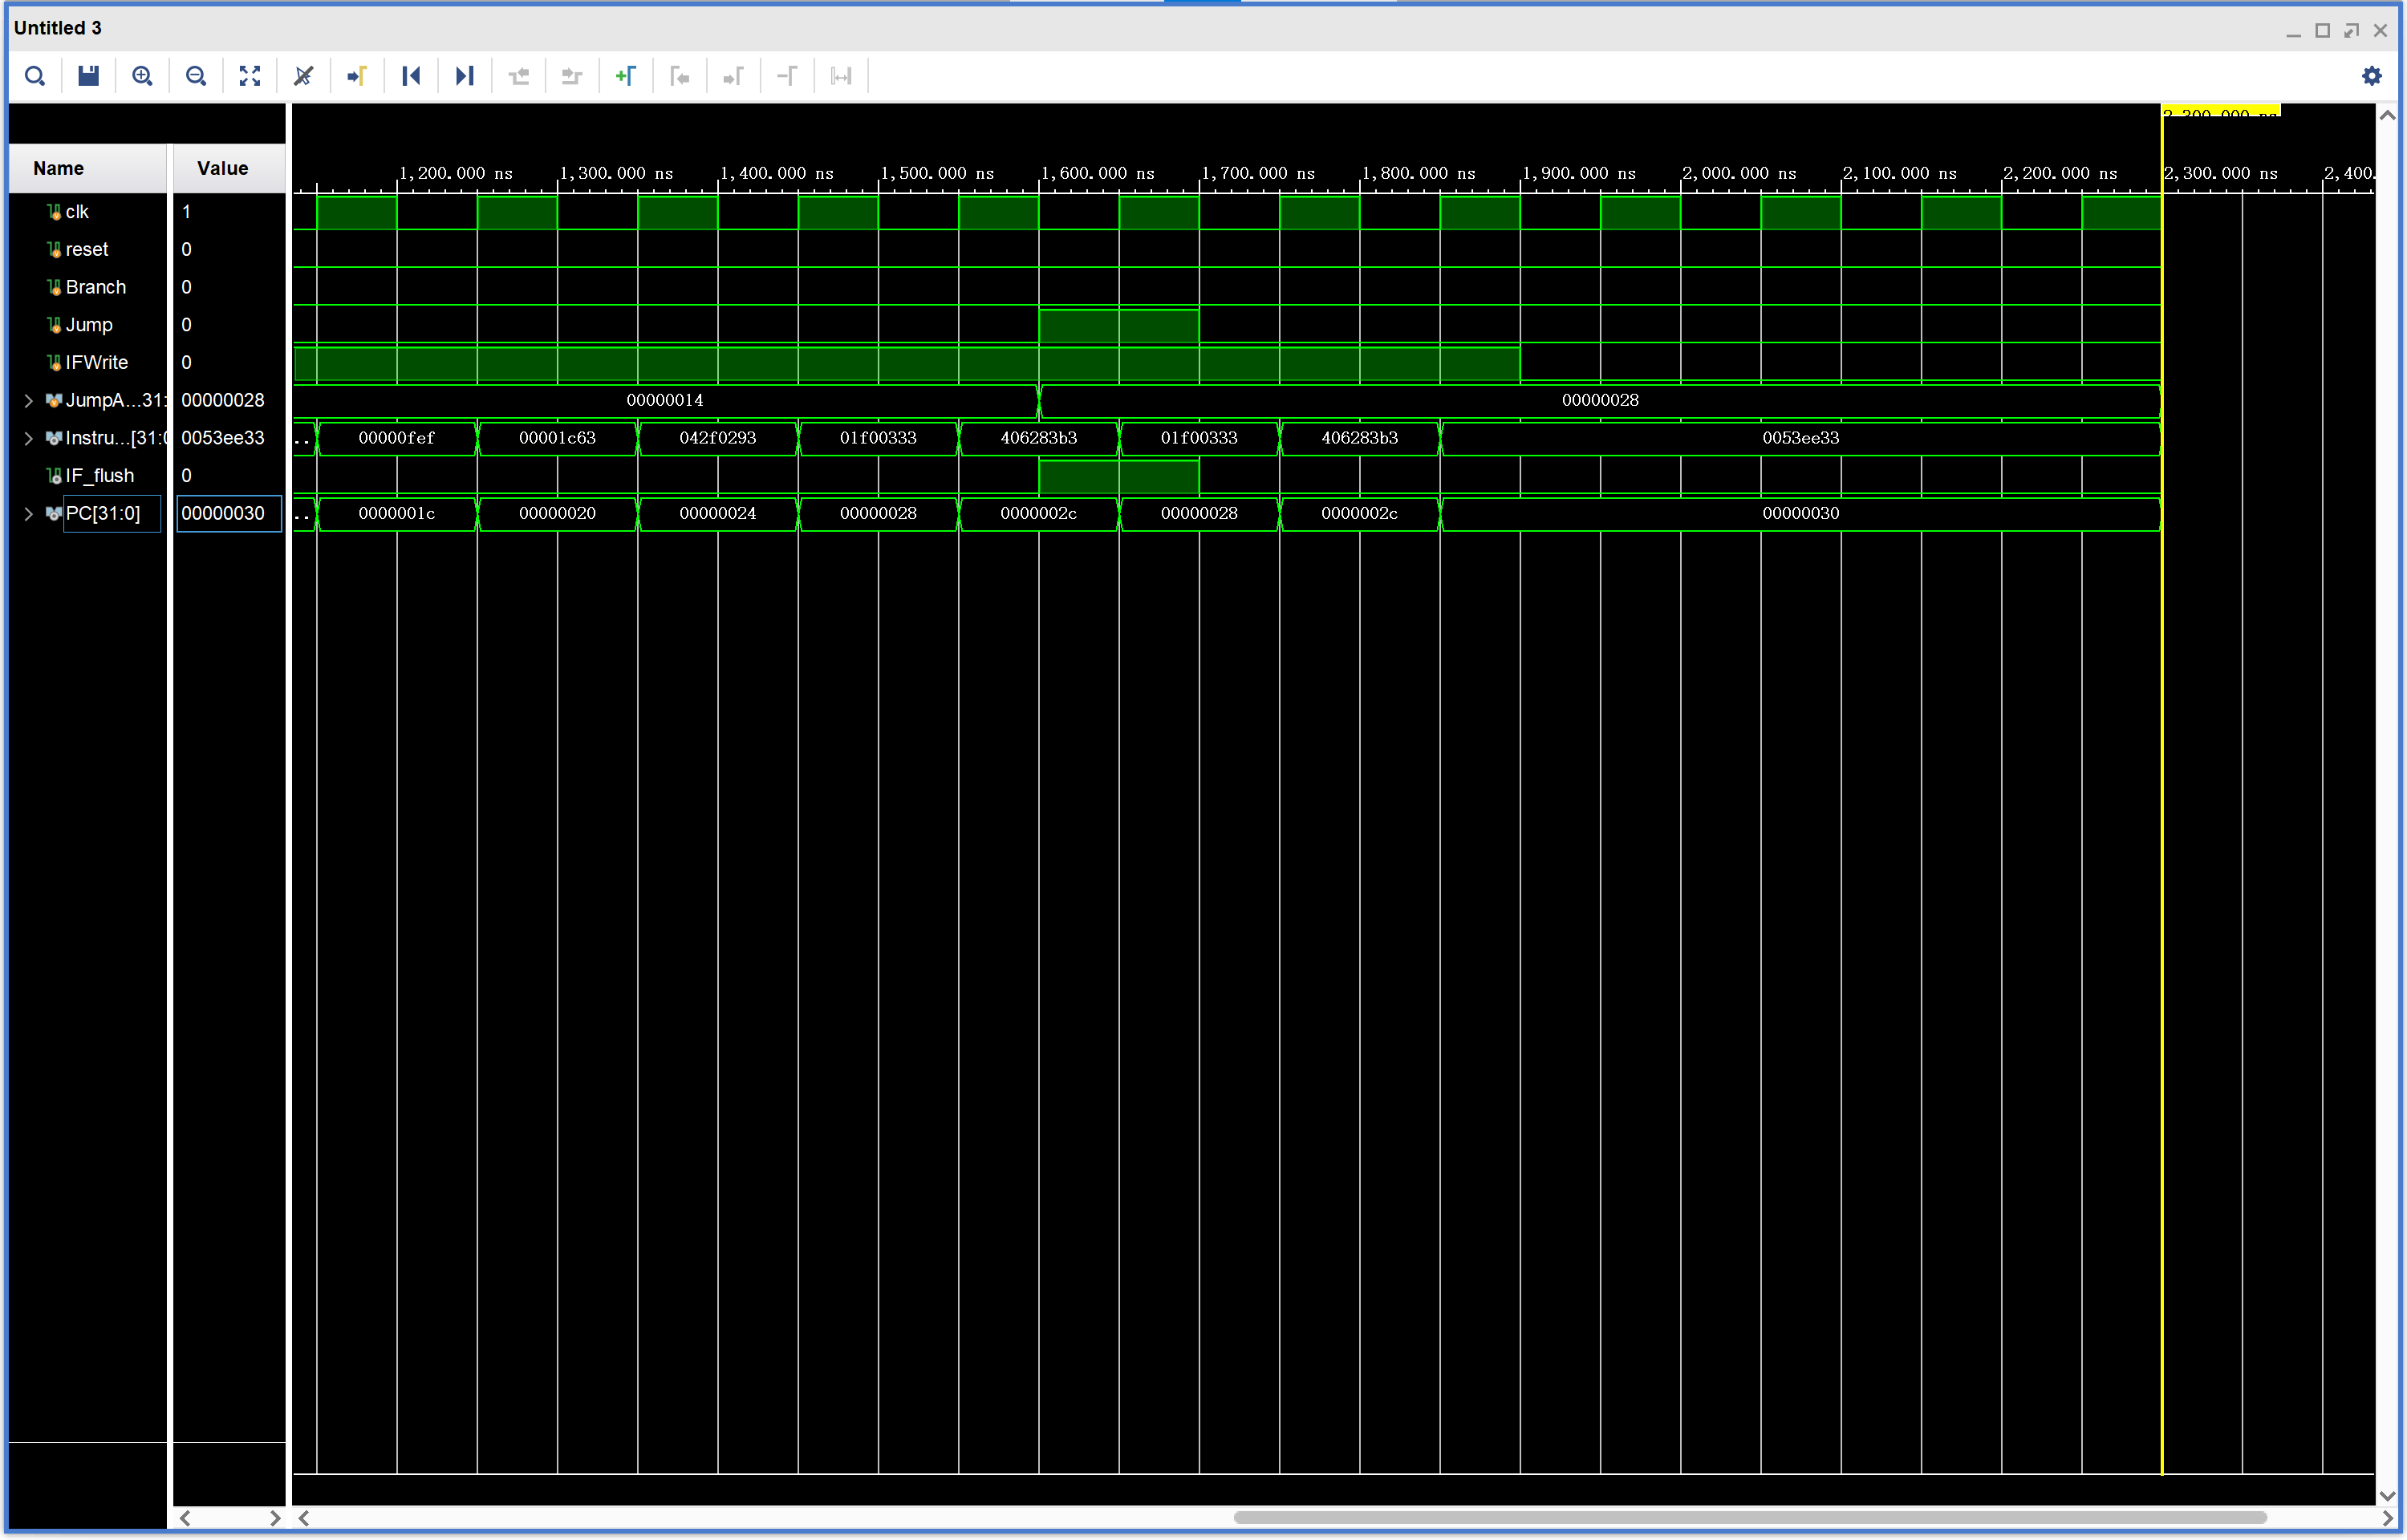 Untitled 3
2,300.000 ns
Name Value
1,200.000 ns 1,300.000 ns 1,400.000 ns 1,500.000 ns 1,600.000 ns 1,700.000 ns 1,800.000 ns 1,900.000 ns 2,000.000 ns 2,100.000 ns 2,200.000 ns 2,300.000 ns 2,400.
clk 1
reset 0
Branch 0
Jump 0
IFWrite 0
JumpA...31: 00000028 00000014 00000028
Instru...[31:0 0053ee33 .. 00000fef 00001c63 042f0293 01f00333 406283b3 01f00333 406283b3 0053ee33
IF_flush 0
PC[31:0] 00000030 .. 0000001c 00000020 00000024 00000028 0000002c 00000028 0000002c 00000030